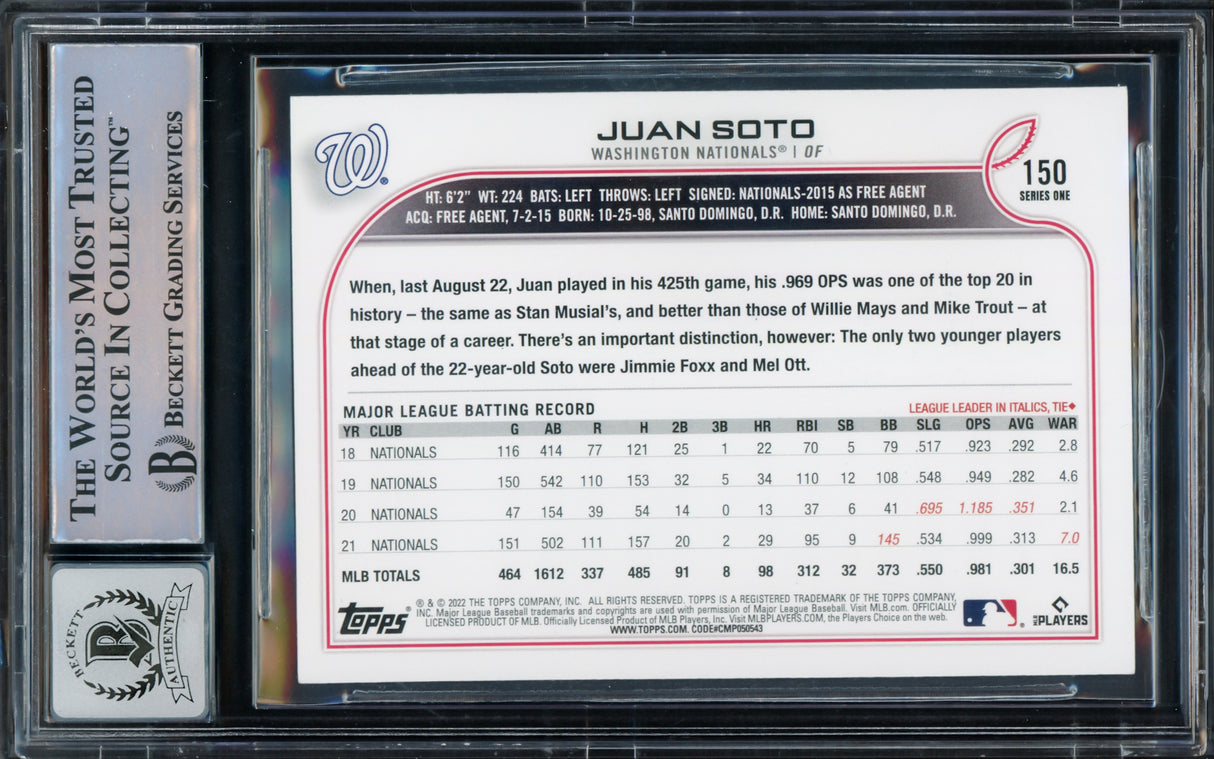 THE WORLD'S MOST TRUSTED
SOURCE IN COLLECTING™
B BECKETT GRADING SERVICES
BECKETT
AUTHENTIC
W®
JUAN SOTO
WASHINGTON NATIONALS® | OF
150
SERIES ONE
HT: 6'2" WT: 224 BATS: LEFT THROWS: LEFT SIGNED: NATIONALS-2015 AS FREE AGENT
ACQ: FREE AGENT, 7-2-15 BORN: 10-25-98, SANTO DOMINGO, D.R. HOME: SANTO DOMINGO, D.R.
When, last August 22, Juan played in his 425th game, his .969 OPS was one of the top 20 in
history – the same as Stan Musial's, and better than those of Willie Mays and Mike Trout – at
that stage of a career. There's an important distinction, however: The only two younger players
ahead of the 22-year-old Soto were Jimmie Foxx and Mel Ott.
MAJOR LEAGUE BATTING RECORD LEAGUE LEADER IN ITALICS, TIE◆
YR CLUB G AB R H 2B 3B HR RBI SB BB SLG OPS AVG WAR
18 NATIONALS 116 414 77 121 25 1 22 70 5 79 .517 .923 .292 2.8
19 NATIONALS 150 542 110 153 32 5 34 110 12 108 .548 .949 .282 4.6
20 NATIONALS 47 154 39 54 14 0 13 37 6 41 .695 1.185 .351 2.1
21 NATIONALS 151 502 111 157 20 2 29 95 9 145 .534 .999 .313 7.0
MLB TOTALS 464 1612 337 485 91 8 98 312 32 373 .550 .981 .301 16.5
topps®
® & © 2022 THE TOPPS COMPANY, INC. ALL RIGHTS RESERVED. TOPPS IS A REGISTERED TRADEMARK OF THE TOPPS COMPANY,
INC. Major League Baseball trademarks and copyrights are used with permission of Major League Baseball. Visit MLB.com. OFFICIALLY
LICENSED PRODUCT OF MLB. Officially Licensed Product of MLB Players, Inc. Visit MLBPLAYERS.COM, the Players Choice on the web.
WWW.TOPPS.COM. CODE#CMP050543
MLB PLAYERS